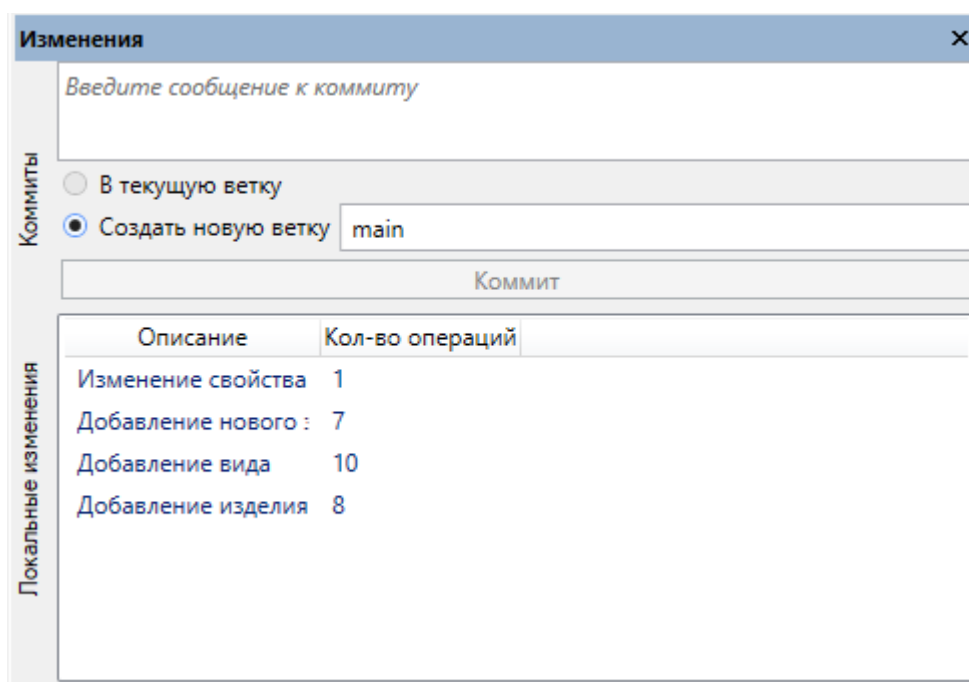 Изменения
Коммиты
Введите сообщение к коммиту
В текущую ветку
Создать новую ветку main
Коммит
Локальные изменения
Описание Кол-во операций
Изменение свойства 1
Добавление нового 7
Добавление вида 10
Добавление изделия 8